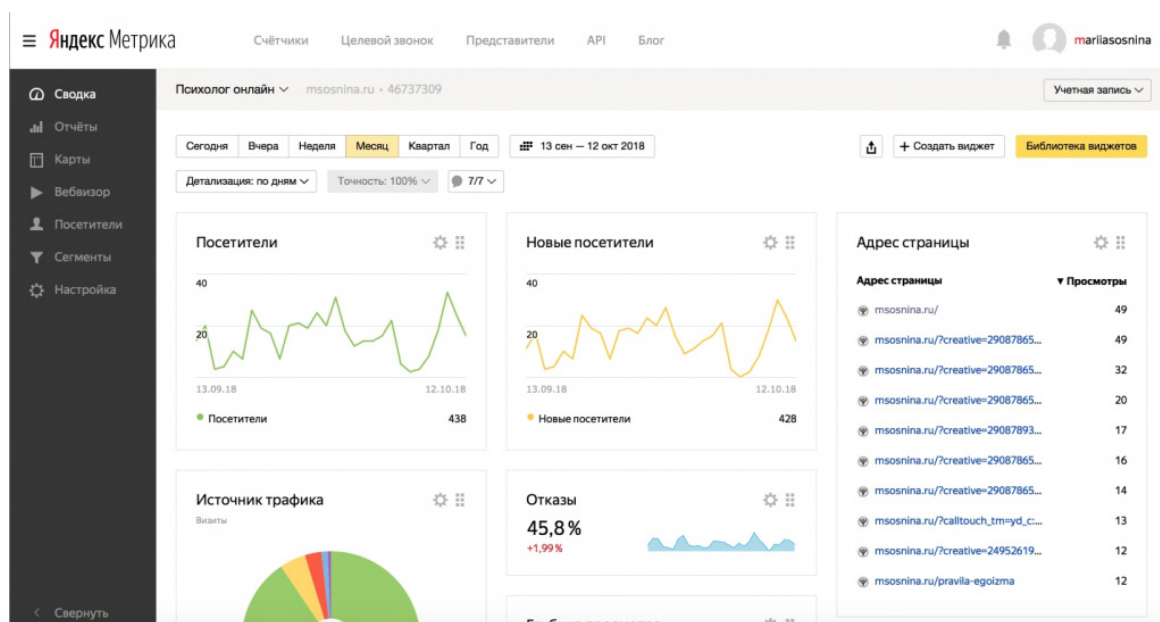 Яндекс Метрика
Счётчики Целевой звонок Представители API Блог
mariiasosnina
Сводка
Отчёты
Карты
Вебвизор
Посетители
Сегменты
Настройка
Свернуть
Психолог онлайн msosnina.ru • 46737309
Учетная запись
Сегодня Вчера Неделя Месяц Квартал Год 13 сен — 12 окт 2018
+ Создать виджет Библиотека виджетов
Детализация: по дням Точность: 100% 7/7
Посетители
40
20
13.09.18 12.10.18
Посетители 438
Новые посетители
40
20
13.09.18 12.10.18
Новые посетители 428
Адрес страницы
Адрес страницы ▼ Просмотры
msosnina.ru/ 49
msosnina.ru/?creative=29087865... 49
msosnina.ru/?creative=29087865... 32
msosnina.ru/?creative=29087865... 20
msosnina.ru/?creative=29087893... 17
msosnina.ru/?creative=29087865... 16
msosnina.ru/?creative=29087865... 14
msosnina.ru/?calltouch_tm=yd_c:... 13
msosnina.ru/?creative=24952619... 12
msosnina.ru/pravila-egoizma 12
Источник трафика
Визиты
Отказы
45,8 %
+1,99 %